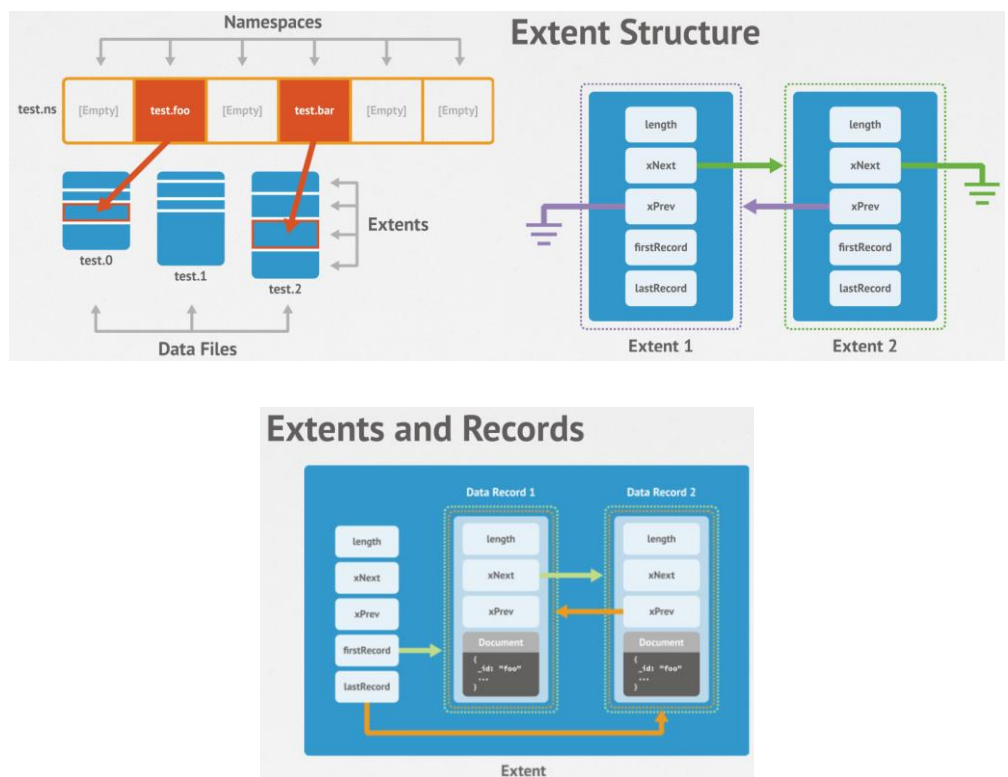 Namespaces
test.ns
[Empty]
test.foo
[Empty]
test.bar
[Empty]
[Empty]
Extents
test.0
test.1
test.2
Data Files
Extent Structure
length
xNext
xPrev
firstRecord
lastRecord
Extent 1
length
xNext
xPrev
firstRecord
lastRecord
Extent 2
Extents and Records
length
xNext
xPrev
firstRecord
lastRecord
Data Record 1
length
xNext
xPrev
Document
{
_id: "foo"
...
}
Data Record 2
length
xNext
xPrev
Document
{
_id: "foo"
...
}
Extent